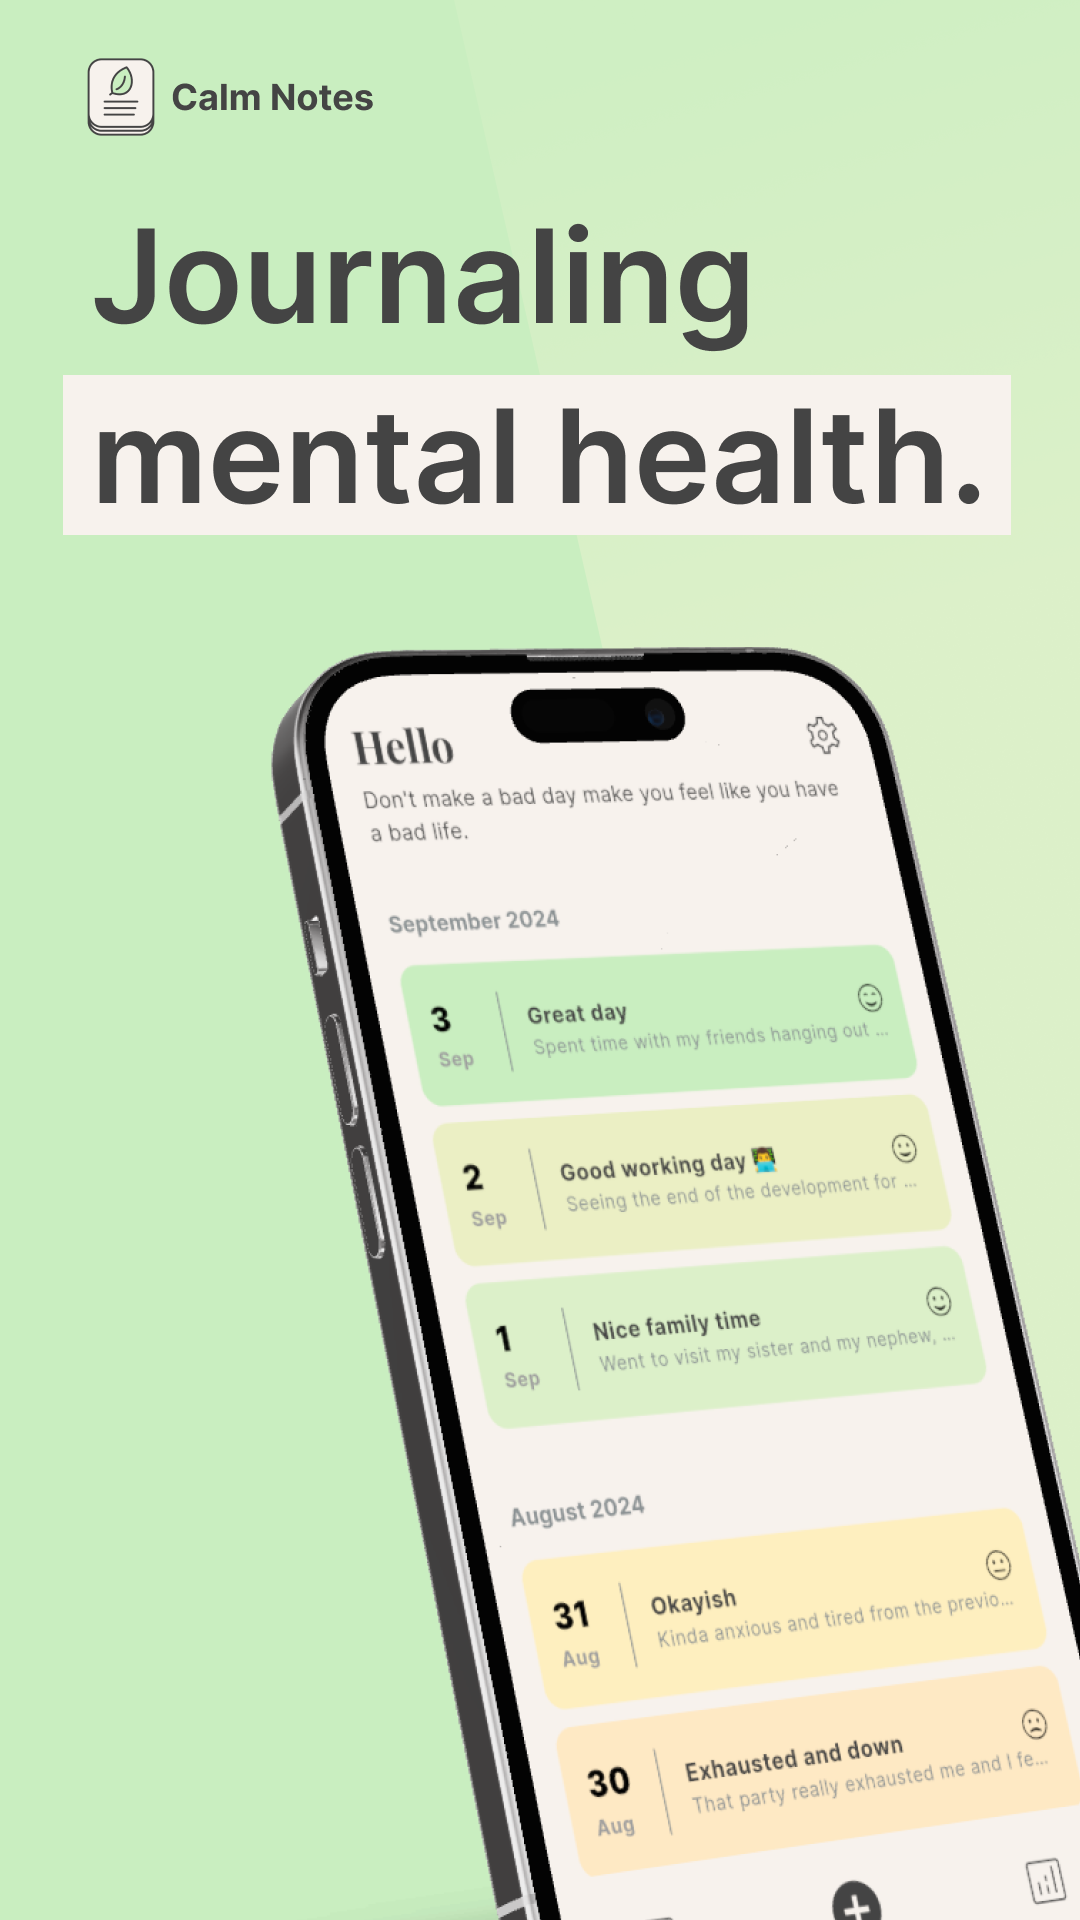 Calm Notes
Journaling
mental health.
Hello
Don't make a bad day make you feel like you have
a bad life.
September 2024
3
Sep
Great day
Spent time with my friends hanging out ...
2
Sep
Good working day 👨‍💻
Seeing the end of the development for ...
1
Sep
Nice family time
Went to visit my sister and my nephew, ...
August 2024
31
Aug
Okayish
Kinda anxious and tired from the previo...
30
Aug
Exhausted and down
That party really exhausted me and I fe...